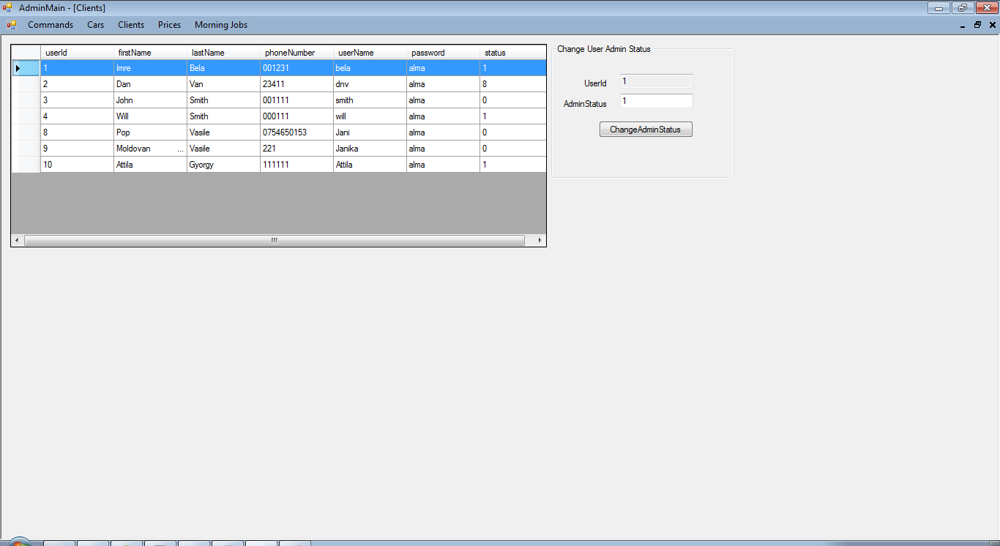 AdminMain - [Clients]
Commands Cars Clients Prices Morning Jobs
userId firstName lastName phoneNumber userName password status
1 Imre Bela 001231 bela alma 1
2 Dan Van 23411 dnv alma 8
3 John Smith 001111 smith alma 0
4 Will Smith 000111 will alma 1
8 Pop Vasile 0754650153 Jani alma 0
9 Moldovan ... Vasile 221 Janika alma 0
10 Attila Gyorgy 111111 Attila alma 1
Change User Admin Status
UserId 1
AdminStatus 1
ChangeAdminStatus